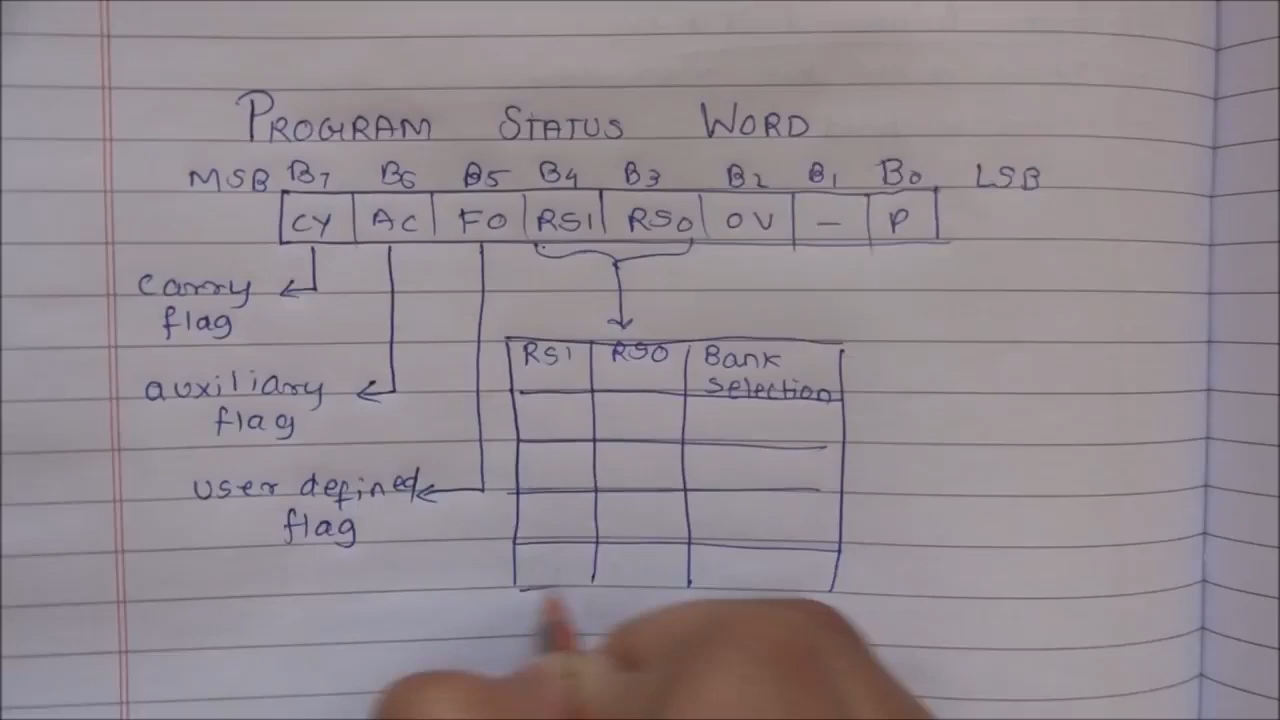 PROGRAM STATUS WORD
MSB B7 B6 B5 B4 B3 B2 B1 B0 LSB
CY AC F0 RS1 RS0 OV – P
carry
flag
RS1 RS0 Bank
selection
auxiliary
flag
user defined
flag